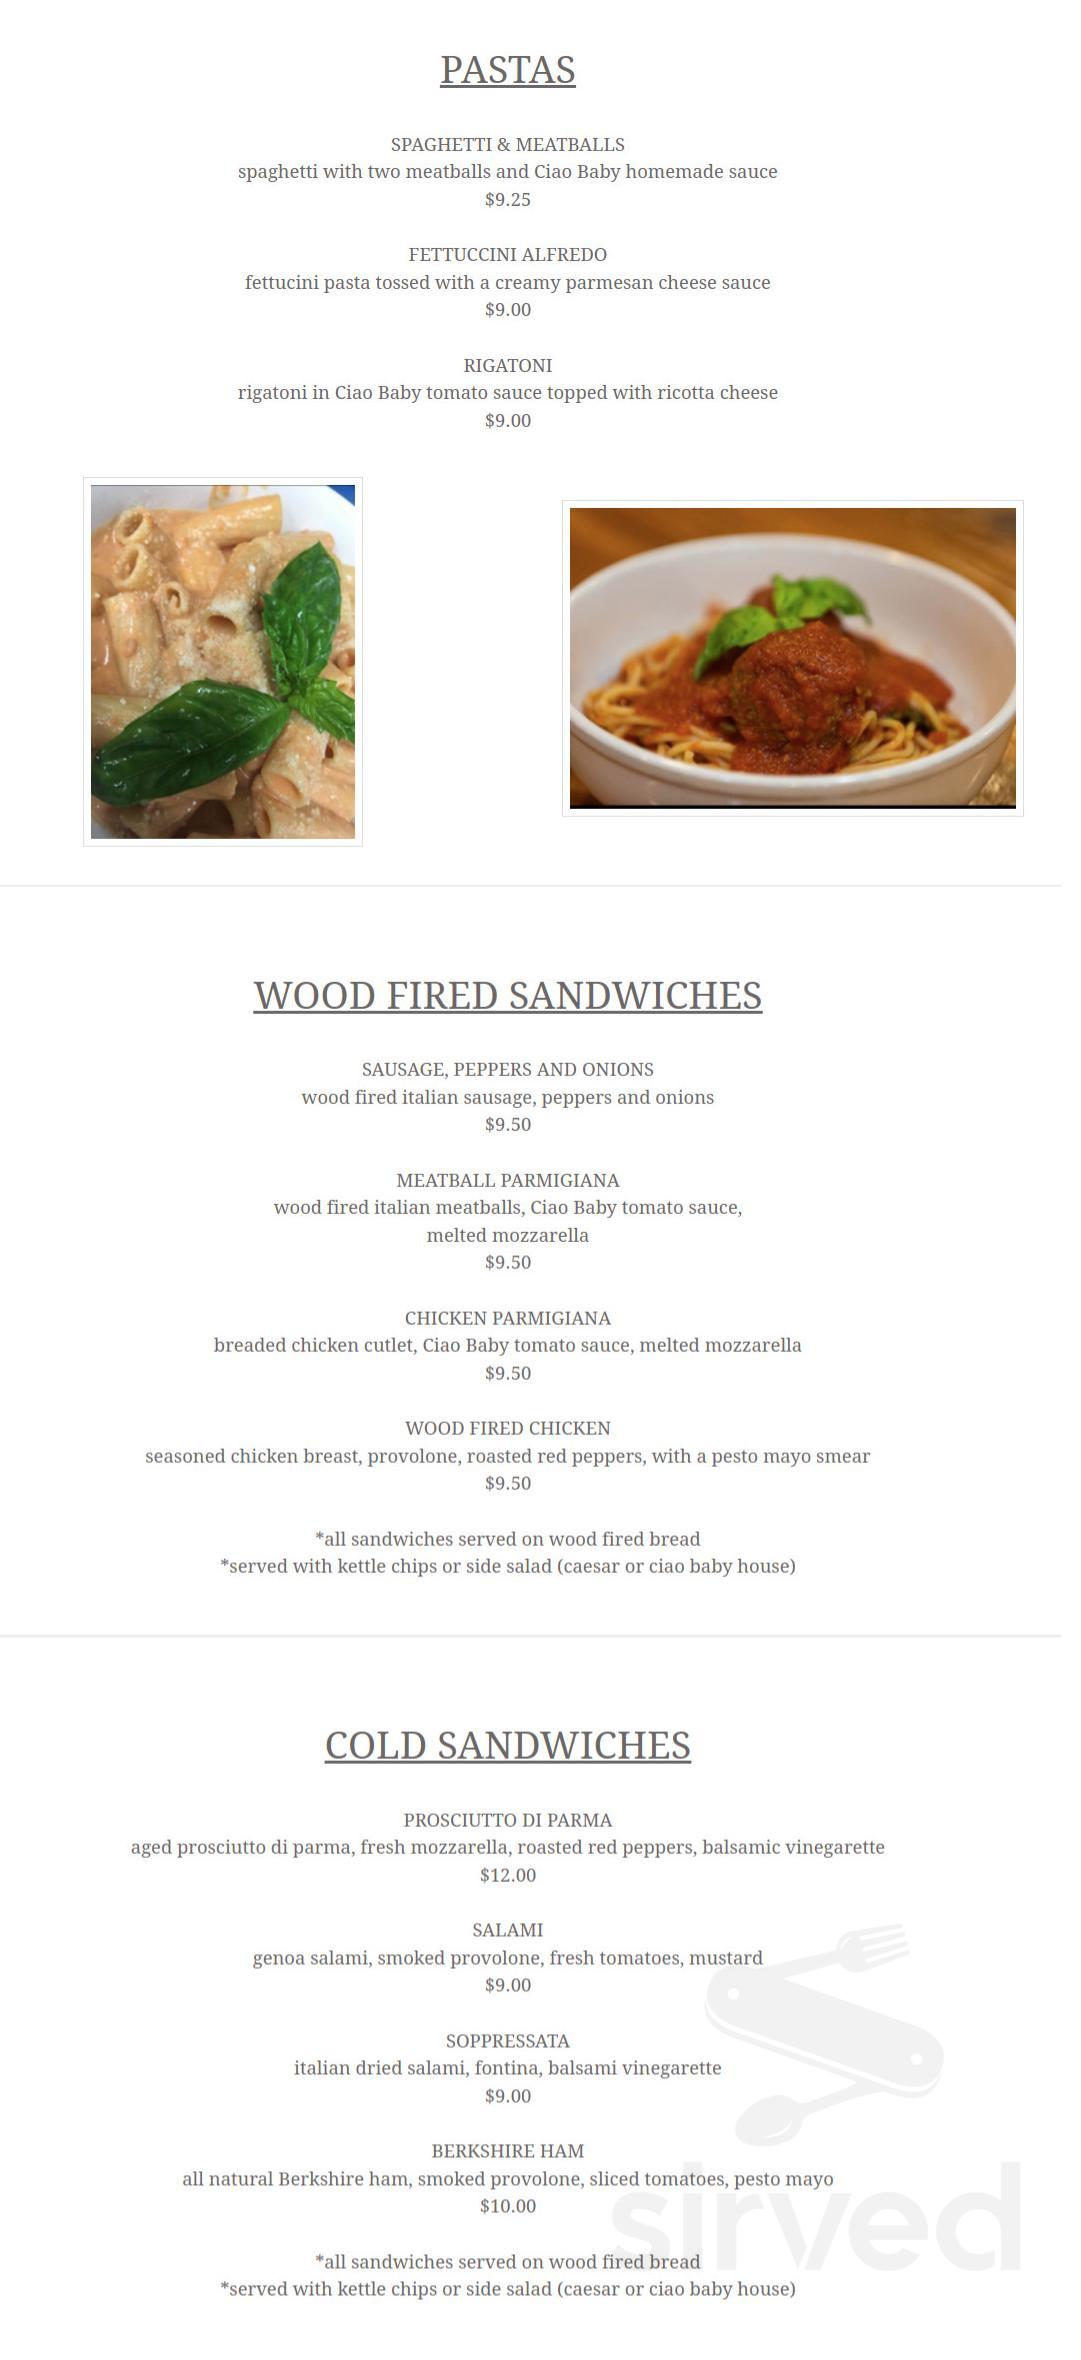 PASTAS
SPAGHETTI & MEATBALLS
spaghetti with two meatballs and Ciao Baby homemade sauce
$9.25
FETTUCCINI ALFREDO
fettucini pasta tossed with a creamy parmesan cheese sauce
$9.00
RIGATONI
rigatoni in Ciao Baby tomato sauce topped with ricotta cheese
$9.00
WOOD FIRED SANDWICHES
SAUSAGE, PEPPERS AND ONIONS
wood fired italian sausage, peppers and onions
$9.50
MEATBALL PARMIGIANA
wood fired italian meatballs, Ciao Baby tomato sauce,
melted mozzarella
$9.50
CHICKEN PARMIGIANA
breaded chicken cutlet, Ciao Baby tomato sauce, melted mozzarella
$9.50
WOOD FIRED CHICKEN
seasoned chicken breast, provolone, roasted red peppers, with a pesto mayo smear
$9.50
*all sandwiches served on wood fired bread
*served with kettle chips or side salad (caesar or ciao baby house)
COLD SANDWICHES
PROSCIUTTO DI PARMA
aged prosciutto di parma, fresh mozzarella, roasted red peppers, balsamic vinegarette
$12.00
SALAMI
genoa salami, smoked provolone, fresh tomatoes, mustard
$9.00
SOPPRESSATA
italian dried salami, fontina, balsami vinegarette
$9.00
BERKSHIRE HAM
all natural Berkshire ham, smoked provolone, sliced tomatoes, pesto mayo
$10.00
sirved
*all sandwiches served on wood fired bread
*served with kettle chips or side salad (caesar or ciao baby house)